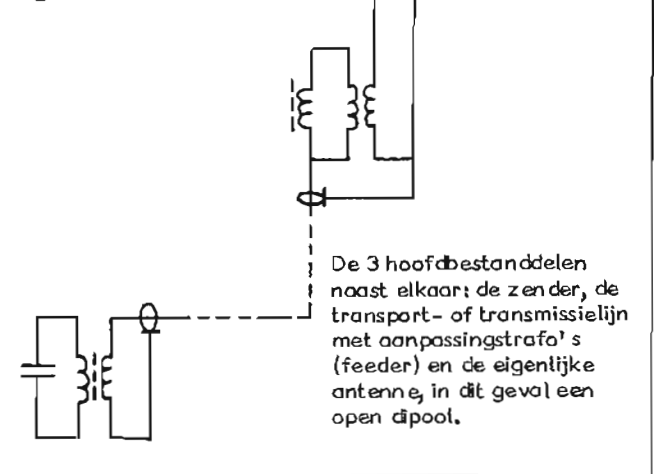 De 3 hoofdbestanddelen
naast elkaar: de zender, de
transport- of transmissielijn
met aanpassingstrafo's
(feeder) en de eigenlijke
antenne, in dit geval een
open dipool.